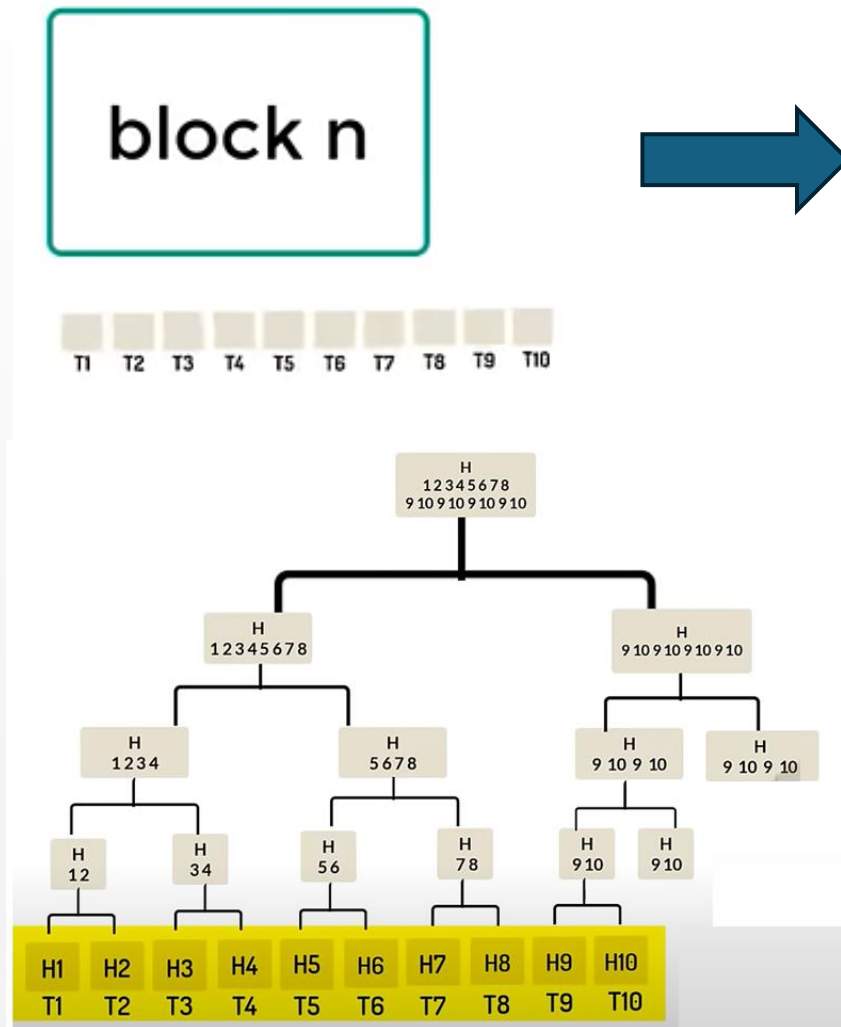 block n
T1 T2 T3 T4 T5 T6 T7 T8 T9 T10
H
1 2 3 4 5 6 7 8
9 10 9 10 9 10 9 10
H
1 2 3 4 5 6 7 8
H
9 10 9 10 9 10 9 10
H
1 2 3 4
H
5 6 7 8
H
9 10 9 10
H
9 10 9 10
H
1 2
H
3 4
H
5 6
H
7 8
H
9 10
H
9 10
H1 H2 H3 H4 H5 H6 H7 H8 H9 H10
T1 T2 T3 T4 T5 T6 T7 T8 T9 T10